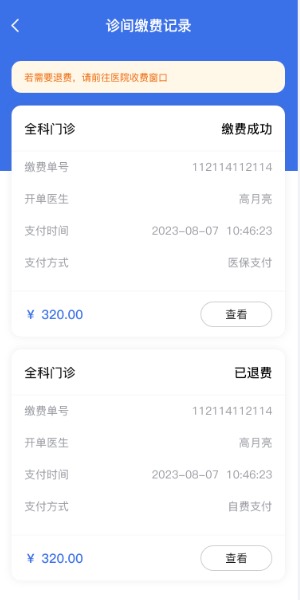 诊间缴费记录
若需要退费，请前往医院收费窗口
全科门诊 缴费成功
缴费单号 112114112114
开单医生 高月亮
支付时间 2023-08-07 10:46:23
支付方式 医保支付
¥ 320.00 查看
全科门诊 已退费
缴费单号 112114112114
开单医生 高月亮
支付时间 2023-08-07 10:46:23
支付方式 自费支付
¥ 320.00 查看